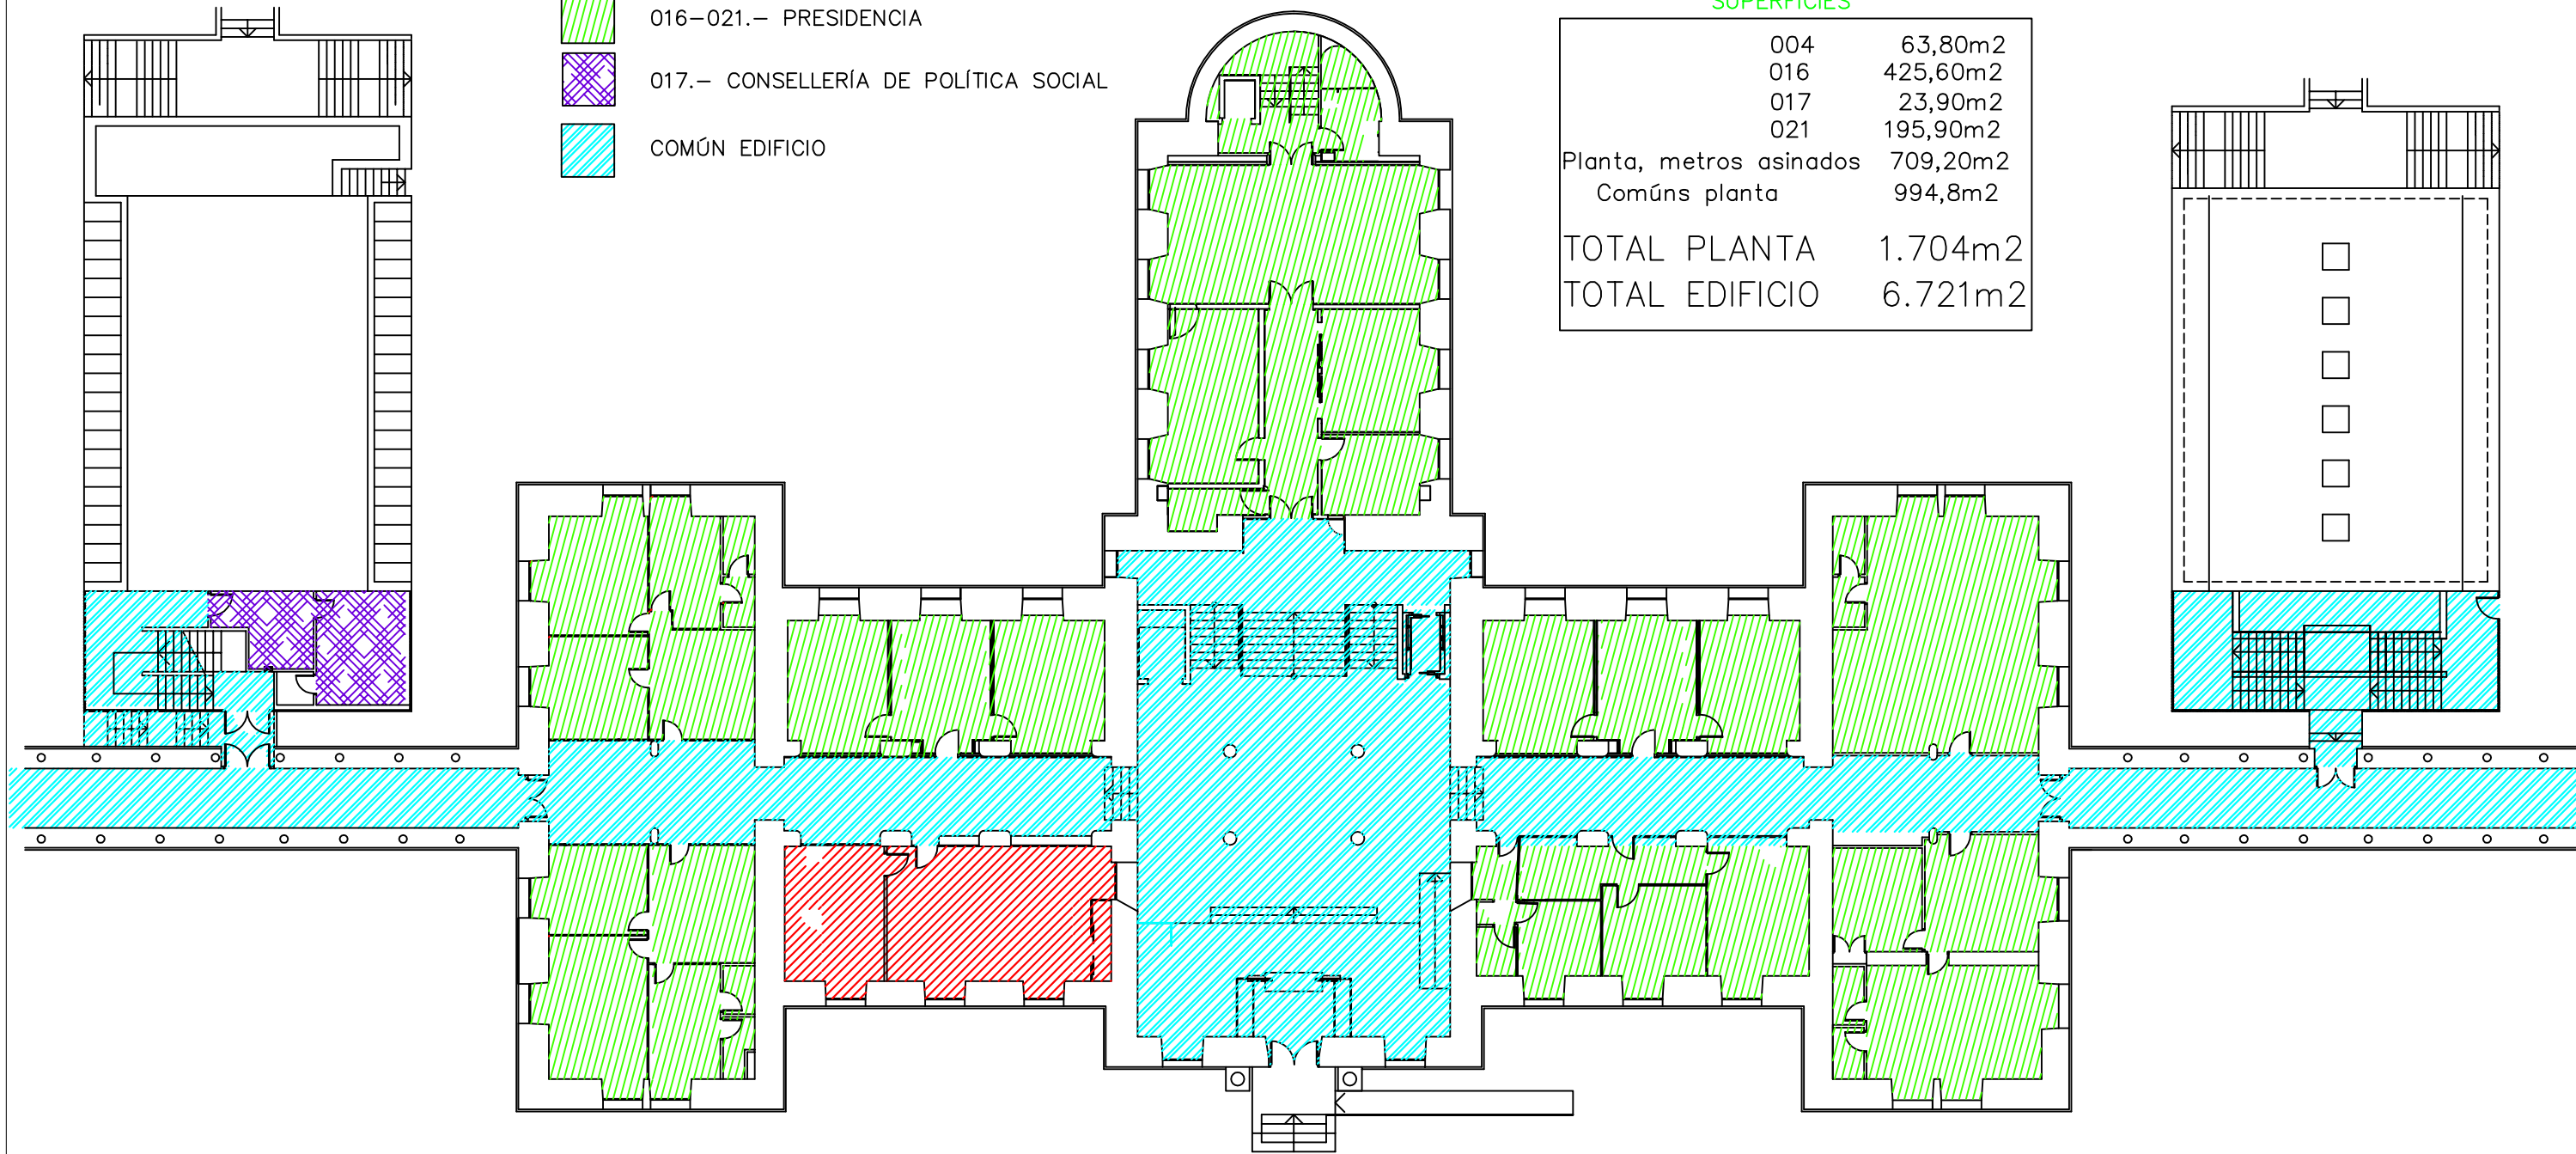 016-021.- PRESIDENCIA
017.- CONSELLERÍA DE POLÍTICA SOCIAL
COMÚN EDIFICIO
SUPERFICIES
004 63,80m2
016 425,60m2
017 23,90m2
021 195,90m2
Planta, metros asinados 709,20m2
Comúns planta 994,8m2
TOTAL PLANTA 1.704m2
TOTAL EDIFICIO 6.721m2